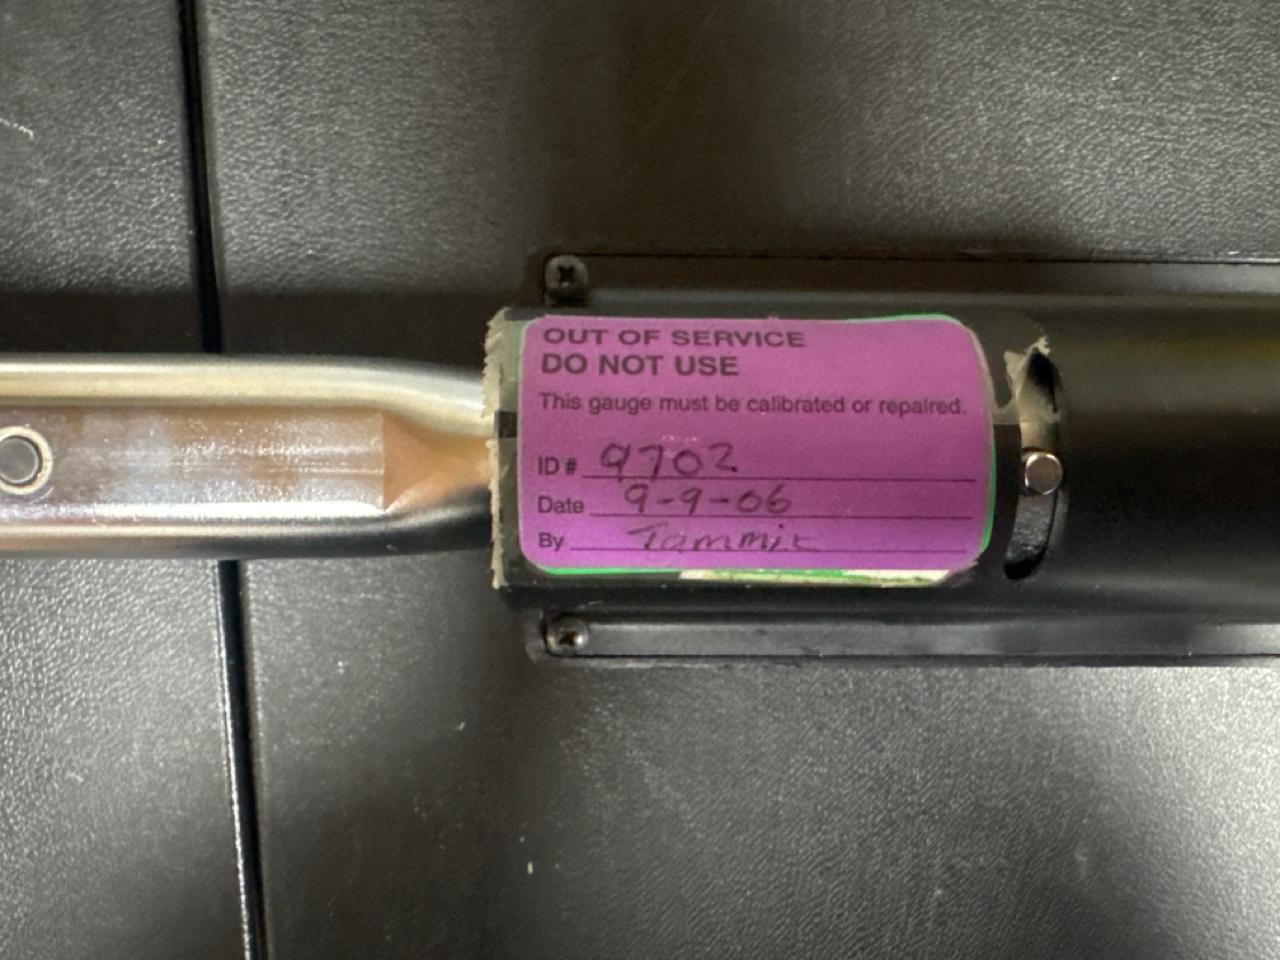 OUT OF SERVICE
DO NOT USE
This gauge must be calibrated or repaired.
ID # 9702
Date 9-9-06
By Tammie